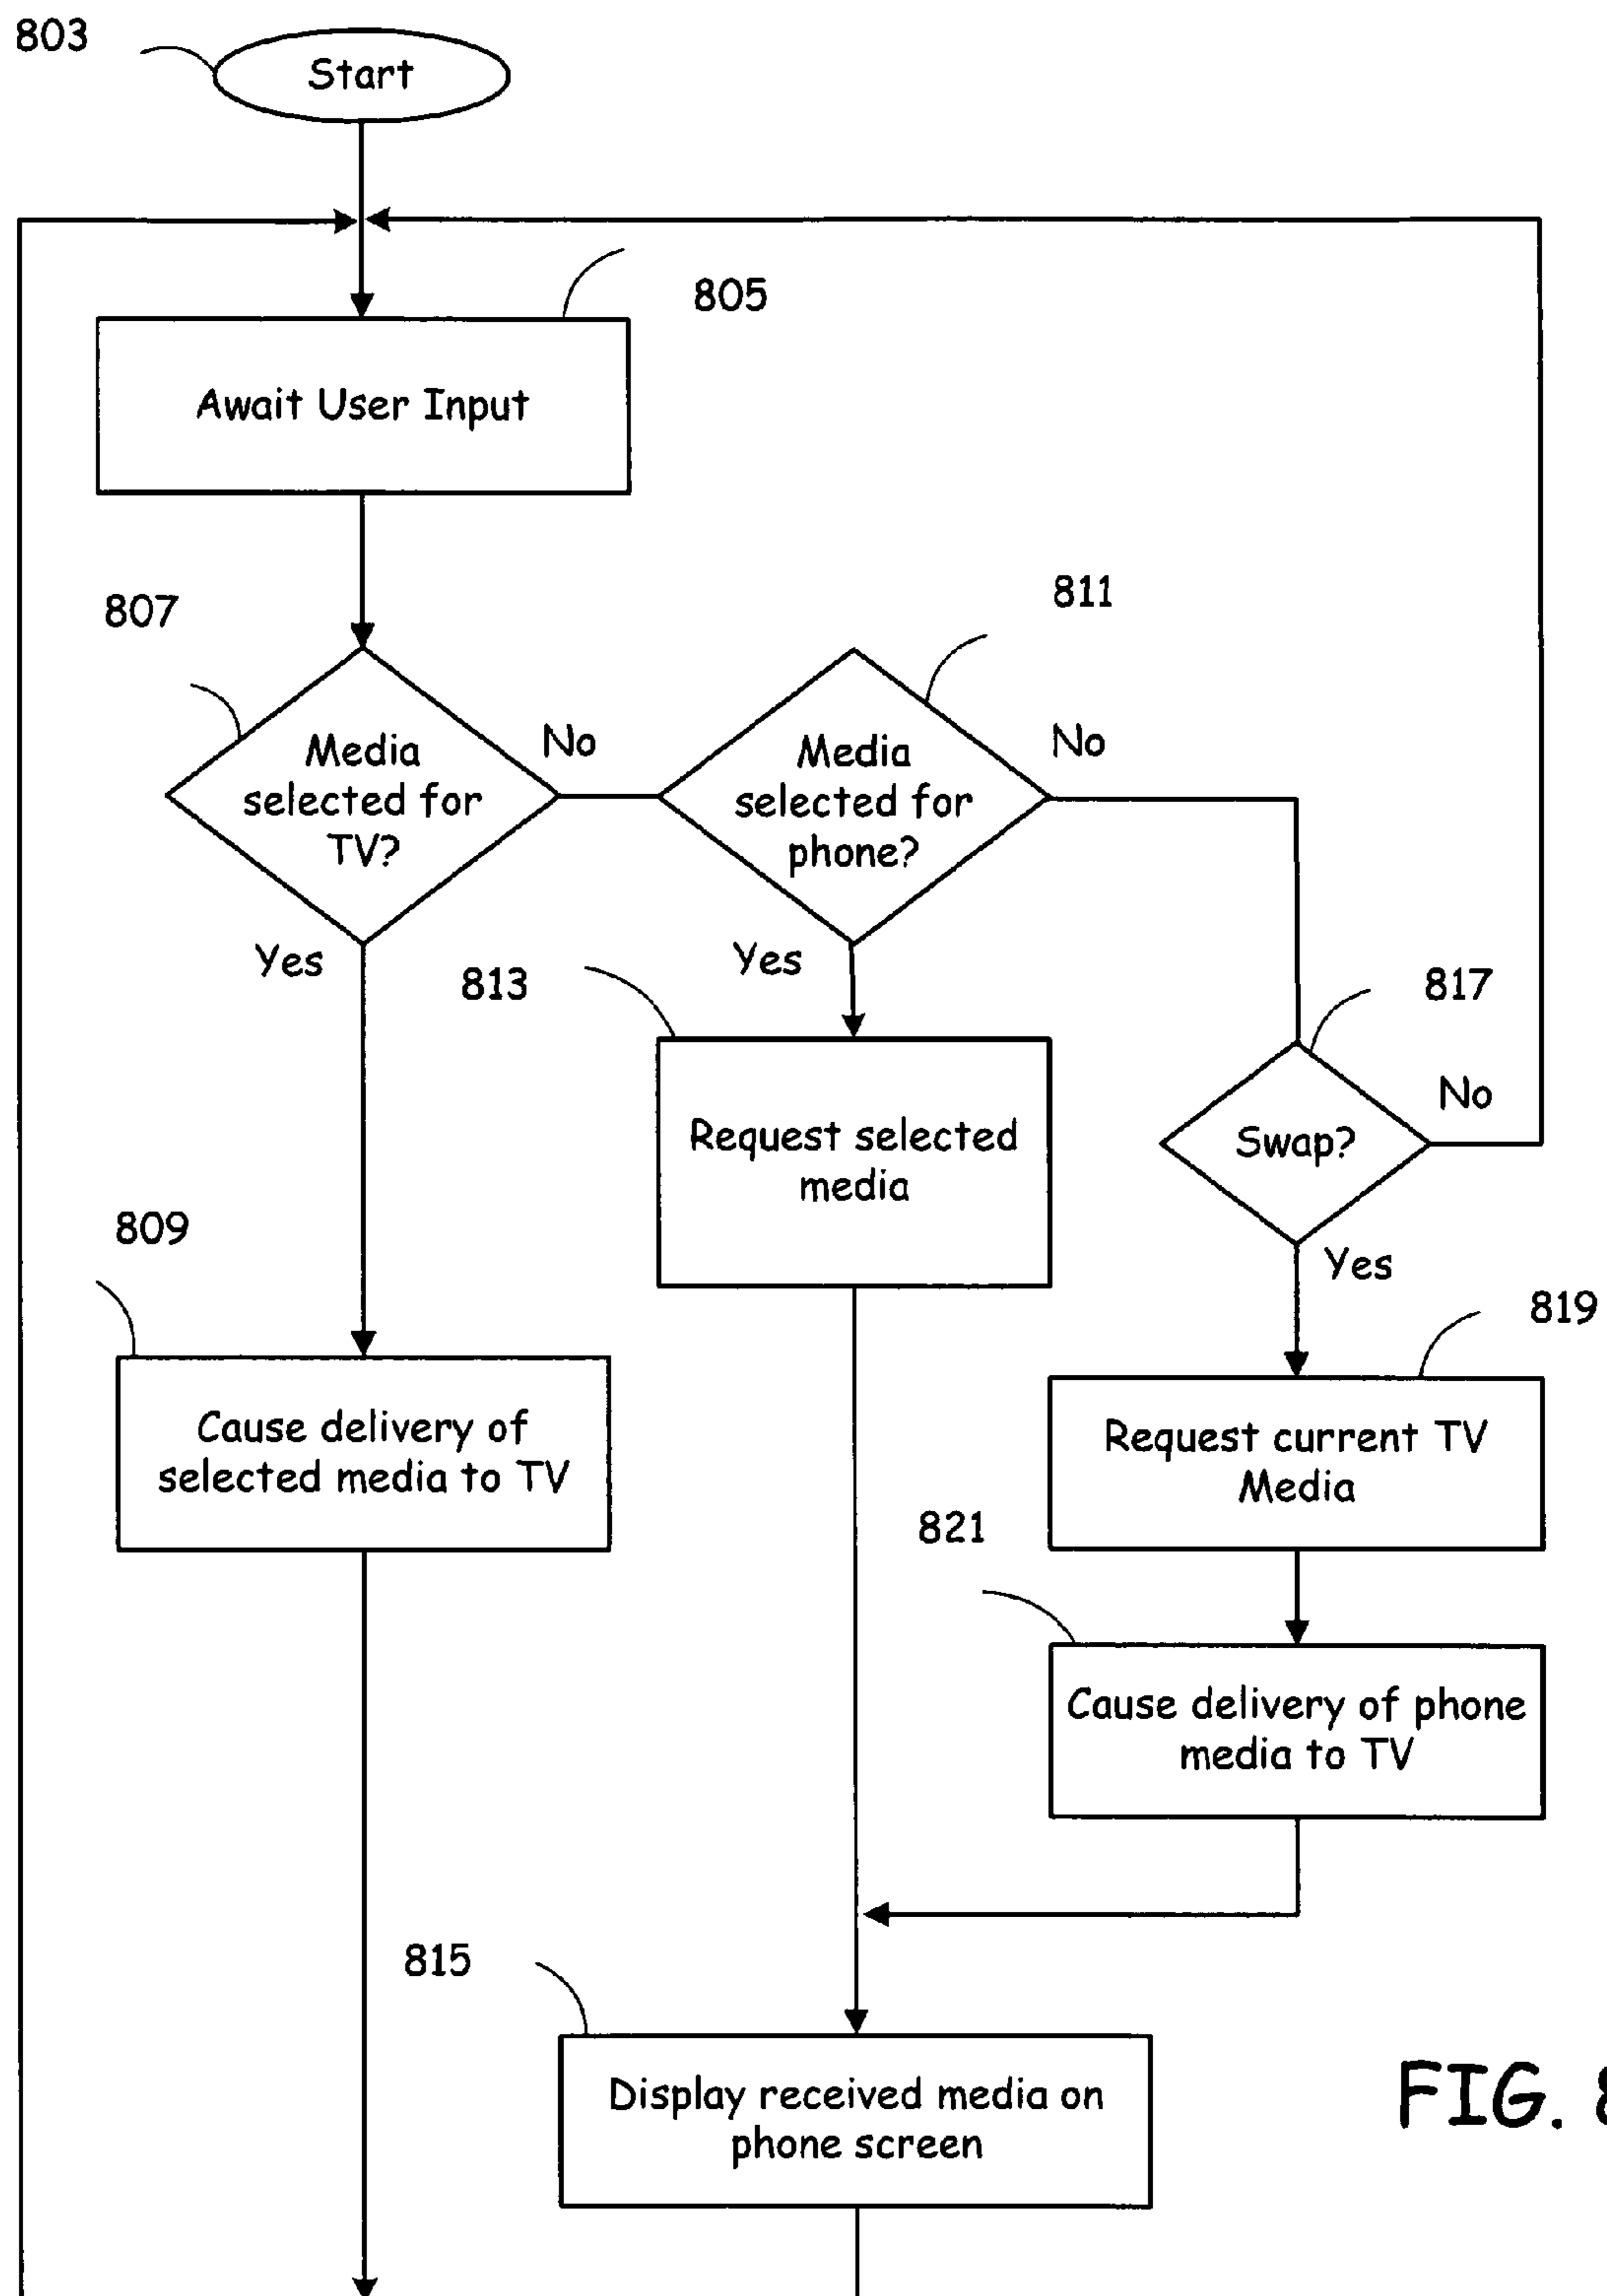 803
Start
805
Await User Input
807
811
Media
selected for
TV?
No
Media
selected for
phone?
No
Yes
813
Yes
817
Request selected
media
Swap?
No
Yes
809
819
Cause delivery of
selected media to TV
Request current TV
Media
821
Cause delivery of phone
media to TV
815
Display received media on
phone screen
FIG. 8